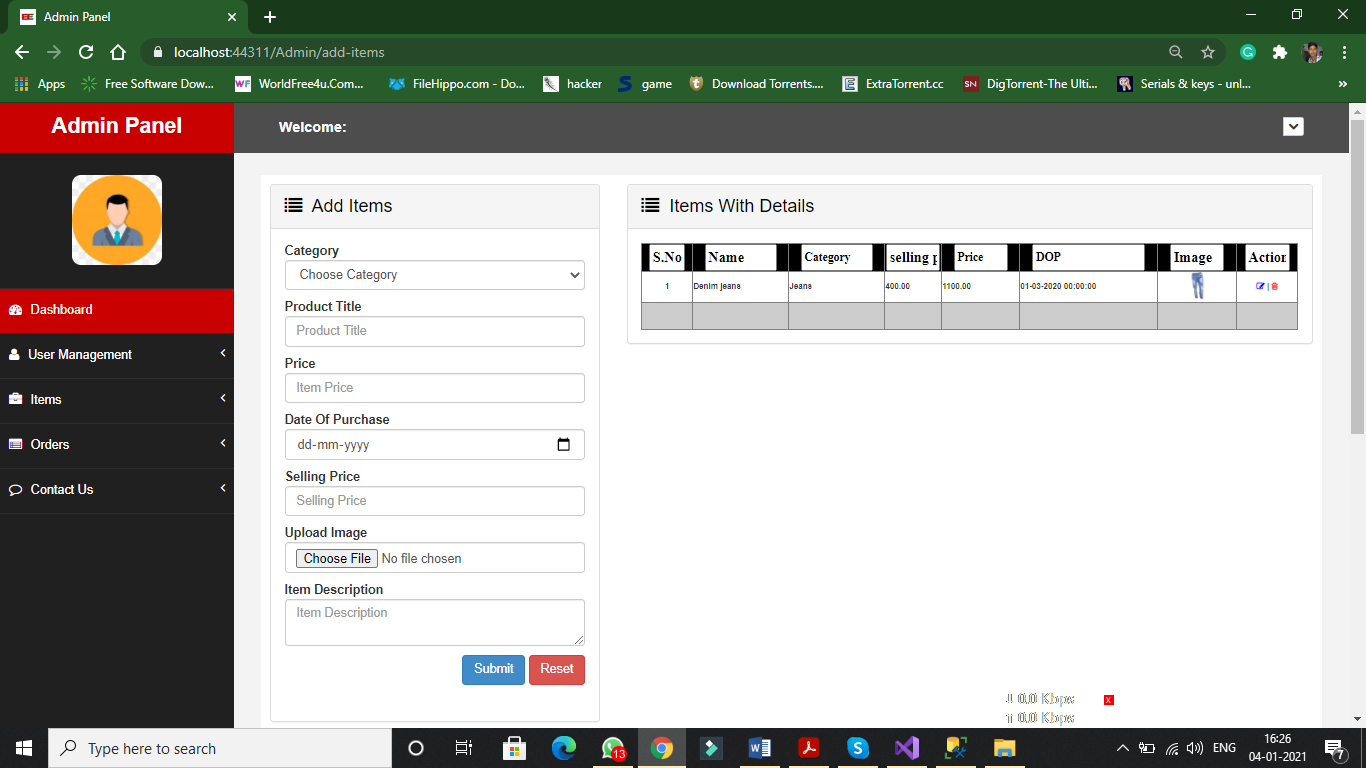 Admin Panel
localhost:44311/Admin/add-items
Apps Free Software Dow... WorldFree4u.Com... FileHippo.com - Do... hacker game Download Torrents.... ExtraTorrent.cc DigTorrent-The Ulti... Serials & keys - unl... »
Admin Panel
Welcome:
Dashboard
User Management
Items
Orders
Contact Us
Add Items
Category
Choose Category
Product Title
Product Title
Price
Item Price
Date Of Purchase
dd-mm-yyyy
Selling Price
Selling Price
Upload Image
Choose File No file chosen
Item Description
Item Description
Submit Reset
Items With Details
S.No Name Category selling p Price DOP Image Action
1 Denim jeans Jeans 400.00 1100.00 01-03-2020 00:00:00 |
0.0 Kbps x
0.0 Kbps
Type here to search
13
ENG
16:26
04-01-2021
7